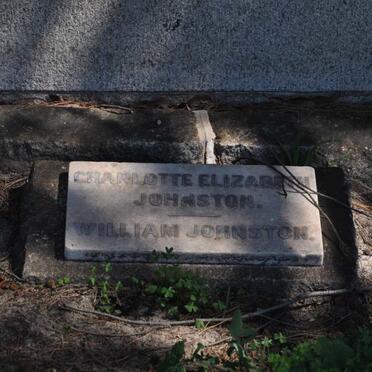 CHARLOTTE ELIZABETH
JOHNSTON.
WILLIAM JOHNSTON.